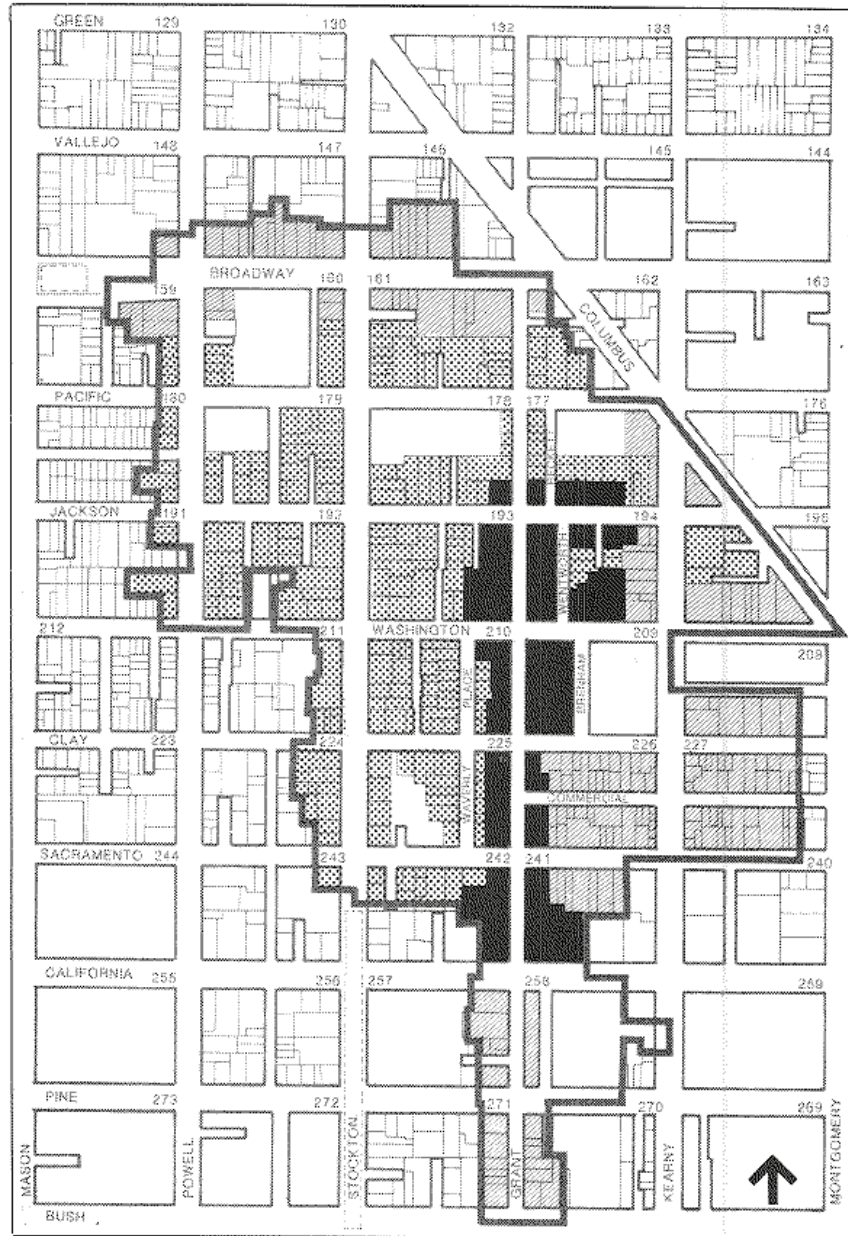 GREEN 129 130 132 133 134
VALLEJO 148 147 146 145 144
BROADWAY
159 160 161 162 163
COLUMBUS
PACIFIC 180 179 178 177 176
BECKETT
JACKSON 191 192 193 194 195
WENTWORTH
212 211 WASHINGTON 210 209 208
PLACE BRENHAM
CLAY 223 224 225 226 227
WAVERLY COMMERCIAL
SACRAMENTO 244 243 242 241 240
CALIFORNIA 255 256 257 258 259
PINE 273 272 271 270 269
MASON POWELL STOCKTON GRANT KEARNY MONTGOMERY
BUSH